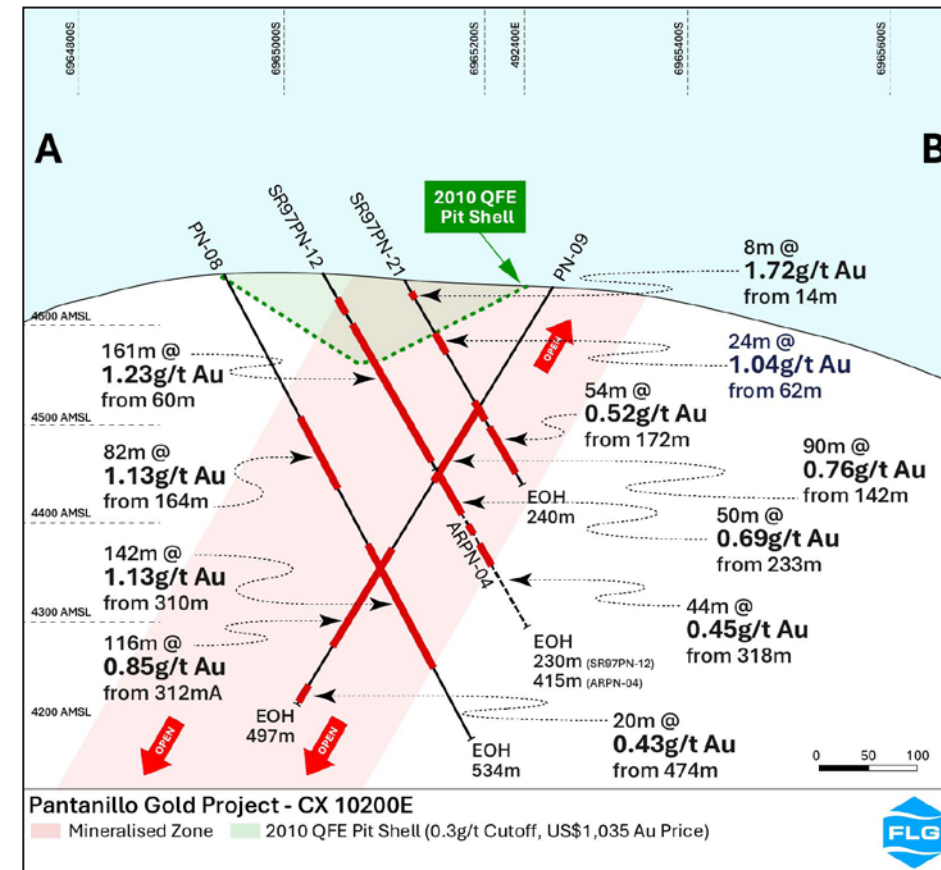 6964800S
6965000S
6965200S
492400E
6965400S
6965600S
A
B
2010 QFE
Pit Shell
PN-08
SR97PN-12
SR97PN-21
PN-09
8m @
1.72g/t Au
from 14m
4600 AMSL
161m @
1.23g/t Au
from 60m
OPEN
24m @
1.04g/t Au
from 62m
54m @
0.52g/t Au
from 172m
4500 AMSL
82m @
1.13g/t Au
from 164m
90m @
0.76g/t Au
from 142m
EOH
240m
4400 AMSL
50m @
0.69g/t Au
from 233m
ARPN-04
142m @
1.13g/t Au
from 310m
44m @
0.45g/t Au
from 318m
4300 AMSL
EOH
230m (SR97PN-12)
415m (ARPN-04)
116m @
0.85g/t Au
from 312mA
4200 AMSL
EOH
497m
20m @
0.43g/t Au
from 474m
OPEN
OPEN
EOH
534m
0 50 100
Pantanillo Gold Project - CX 10200E
Mineralised Zone
2010 QFE Pit Shell (0.3g/t Cutoff, US$1,035 Au Price)
FLG